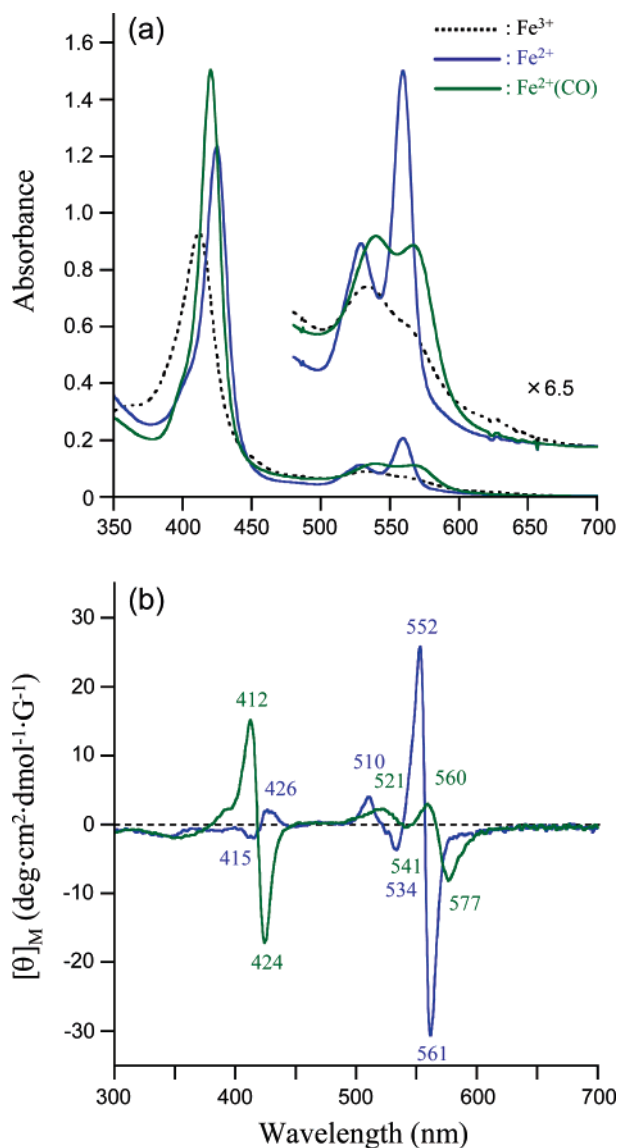 (a)
: Fe³⁺
: Fe²⁺
: Fe²⁺(CO)
Absorbance
1.6
1.4
1.2
1.0
0.8
0.6
0.4
0.2
0
×6.5
350 400 450 500 550 600 650 700
(b)
[θ]M (deg·cm²·dmol⁻¹·G⁻¹)
30
20
10
0
-10
-20
-30
552
412
510
426
521
560
415
541
534
577
424
561
300 400 500 600 700
Wavelength (nm)